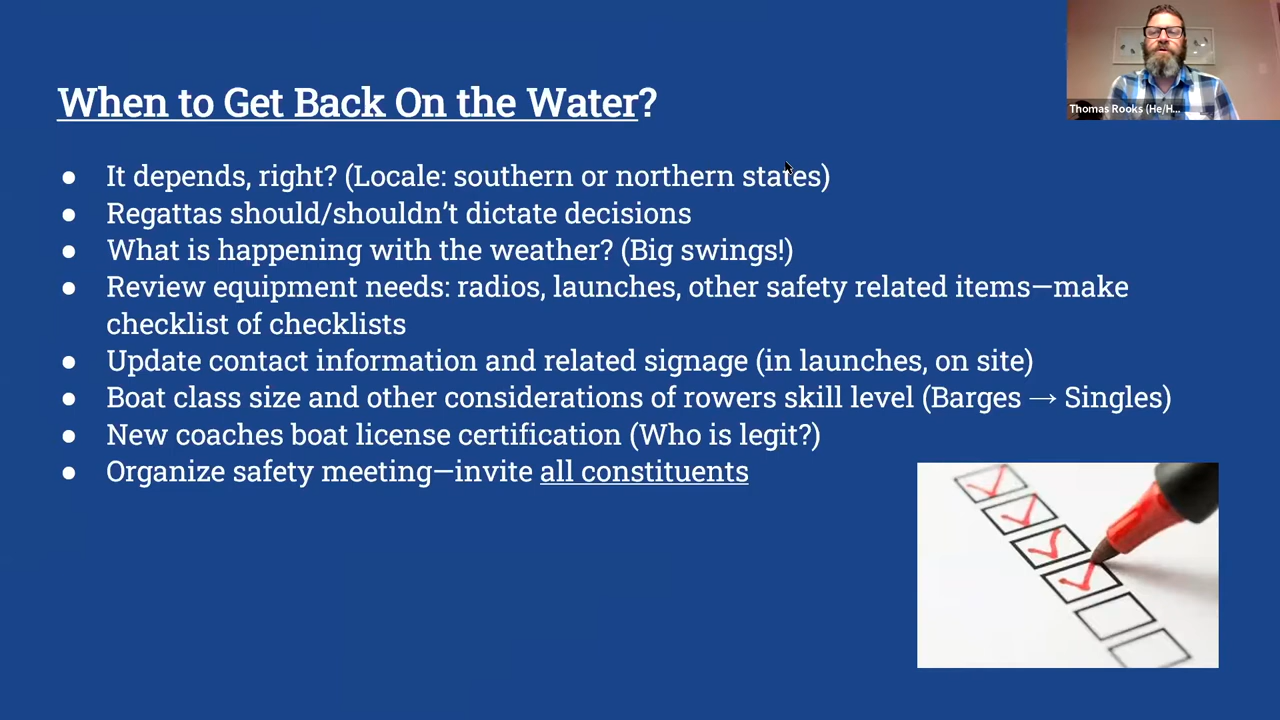 Thomas Rooks (He/H...
When to Get Back On the Water?
● It depends, right? (Locale: southern or northern states)
● Regattas should/shouldn’t dictate decisions
● What is happening with the weather? (Big swings!)
● Review equipment needs: radios, launches, other safety related items—make
checklist of checklists
● Update contact information and related signage (in launches, on site)
● Boat class size and other considerations of rowers skill level (Barges → Singles)
● New coaches boat license certification (Who is legit?)
● Organize safety meeting—invite all constituents